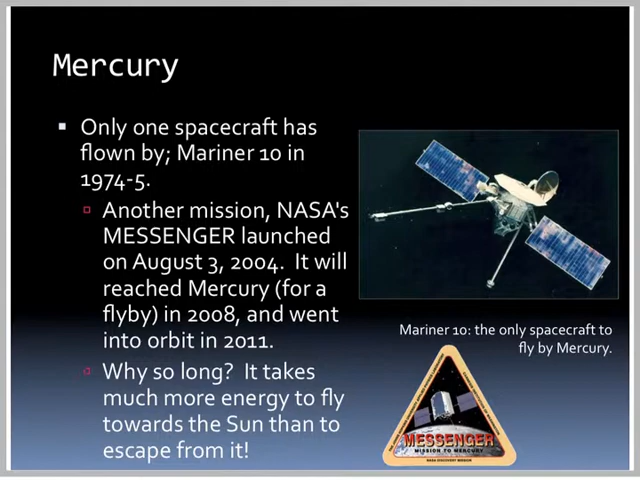 Mercury
Only one spacecraft has
flown by; Mariner 10 in
1974-5.
Another mission, NASA's
MESSENGER launched
on August 3, 2004. It will
reached Mercury (for a
flyby) in 2008, and went
into orbit in 2011.
Why so long? It takes
much more energy to fly
towards the Sun than to
escape from it!
Mariner 10: the only spacecraft to
fly by Mercury.
MESSENGER
MISSION TO MERCURY
NASA DISCOVERY MISSION